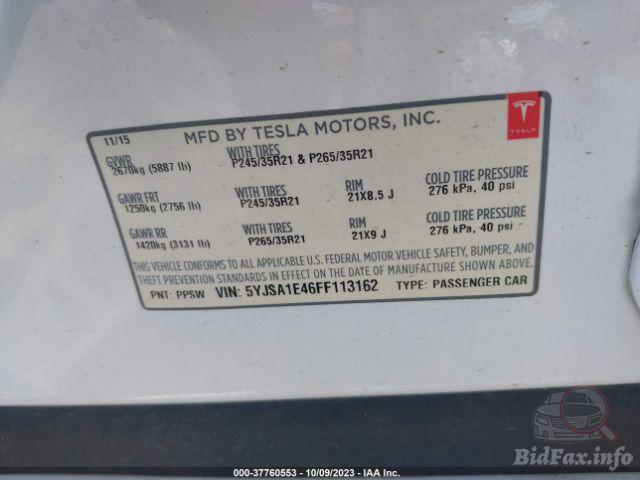 11/15 MFD BY TESLA MOTORS, INC.
TESLA
GVWR WITH TIRES
2670kg (5887 lb) P245/35R21 & P265/35R21
GAWR FRT WITH TIRES RIM COLD TIRE PRESSURE
1250kg (2756 lb) P245/35R21 21X8.5 J 276 kPa, 40 psi
GAWR RR WITH TIRES RIM COLD TIRE PRESSURE
1420kg (3131 lb) P265/35R21 21X9 J 276 kPa, 40 psi
THIS VEHICLE CONFORMS TO ALL APPLICABLE U.S. FEDERAL MOTOR VEHICLE SAFETY, BUMPER, AND
THEFT PREVENTION STANDARDS IN EFFECT ON THE DATE OF MANUFACTURE SHOWN ABOVE.
PNT: PPSW VIN: 5YJSA1E46FF113162 TYPE: PASSENGER CAR
BidFax.info
000-37760553 - 10/09/2023 - IAA Inc.